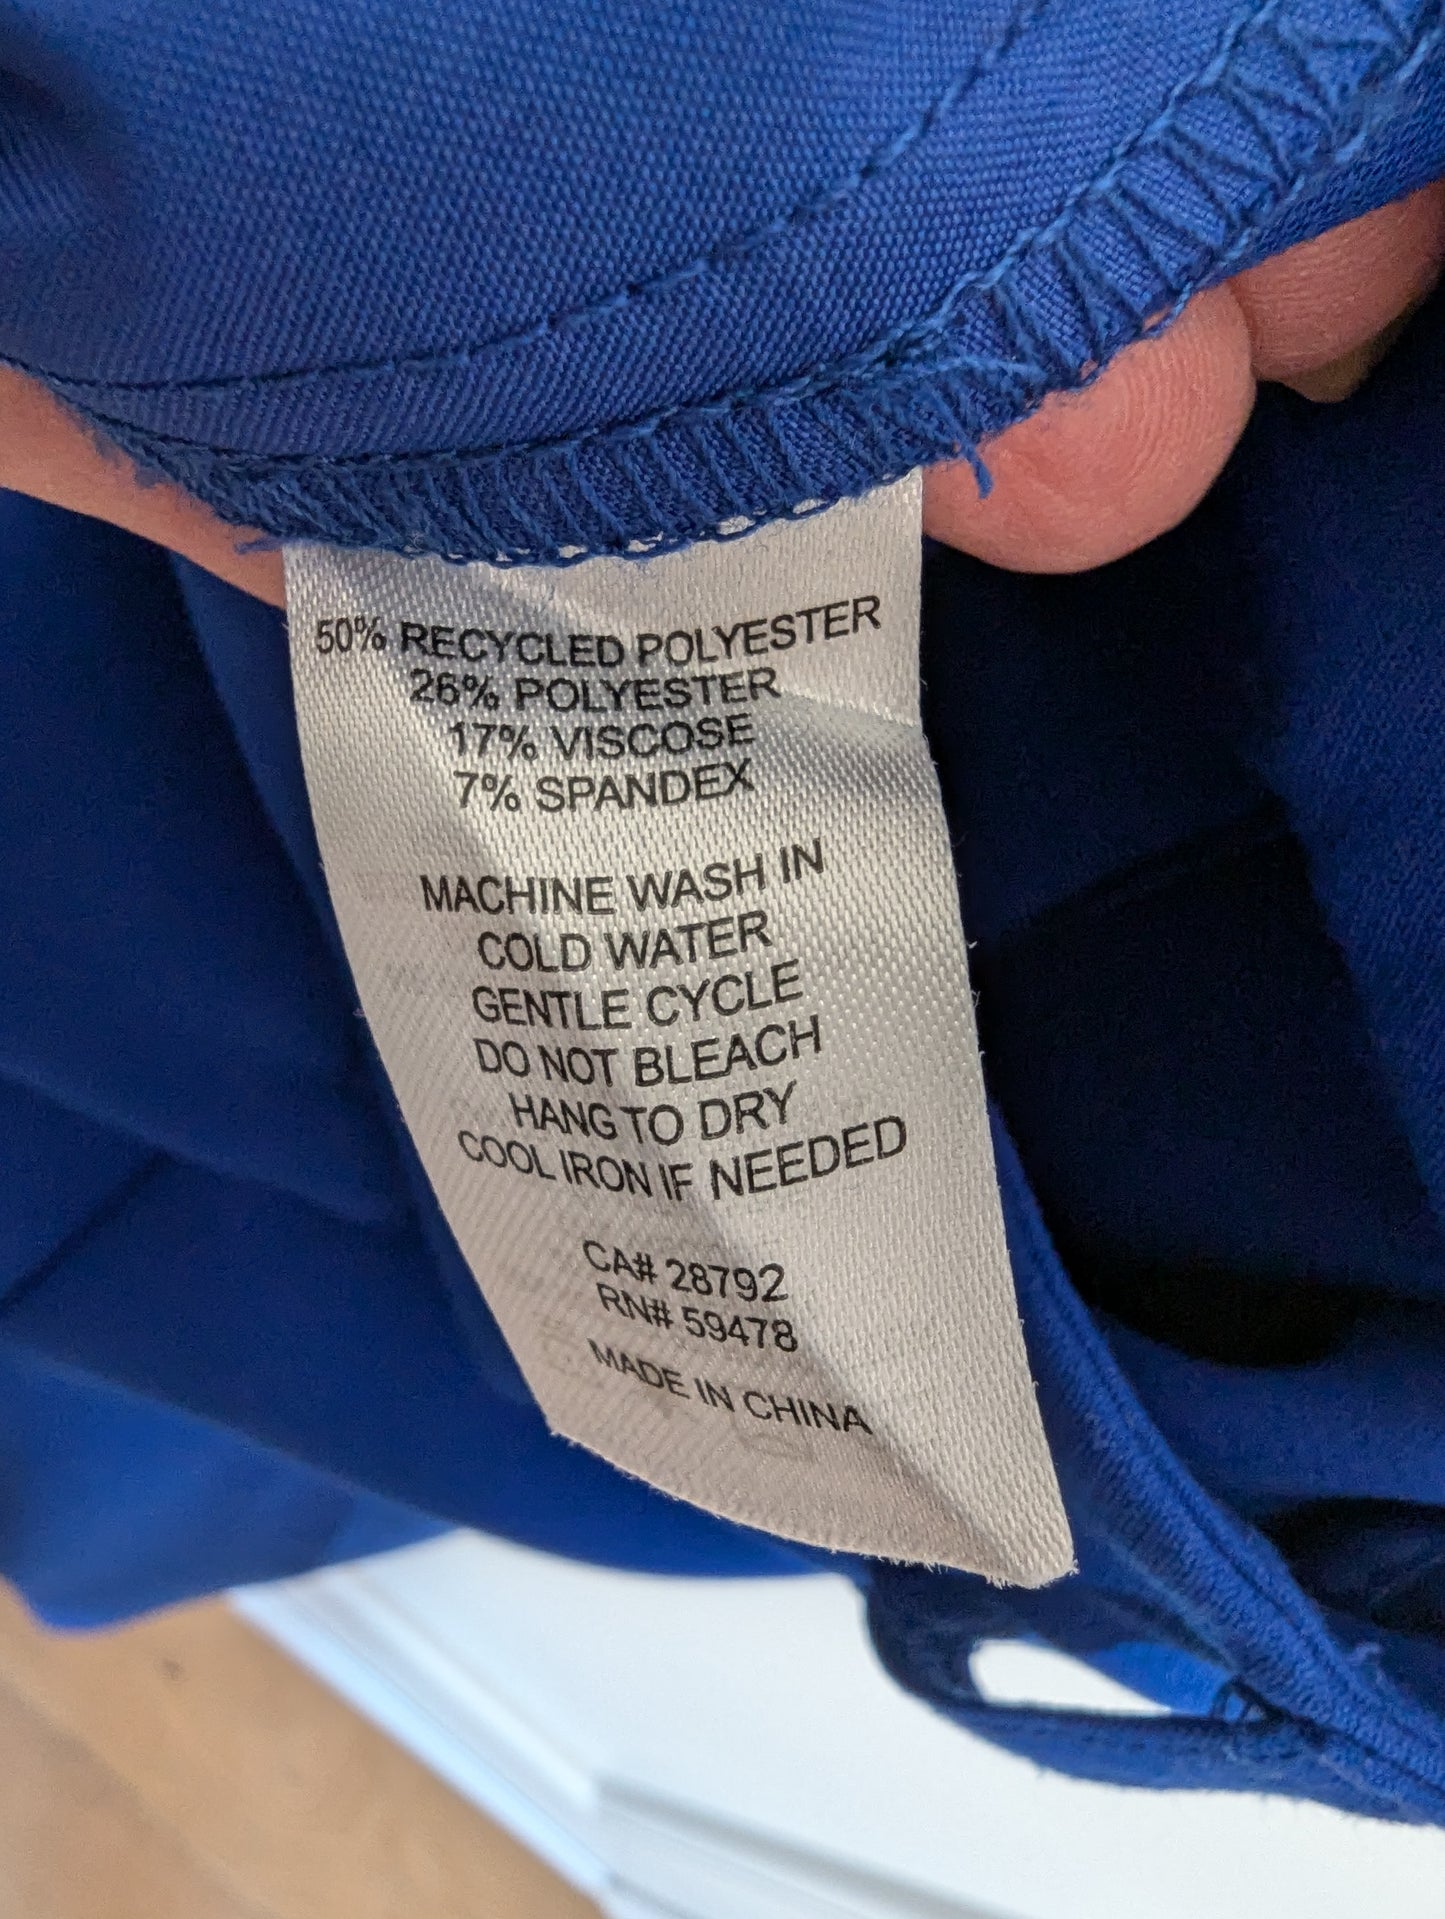 50% RECYCLED POLYESTER
26% POLYESTER
17% VISCOSE
7% SPANDEX
MACHINE WASH IN
COLD WATER
GENTLE CYCLE
DO NOT BLEACH
HANG TO DRY
COOL IRON IF NEEDED
CA# 28792
RN# 59478
MADE IN CHINA